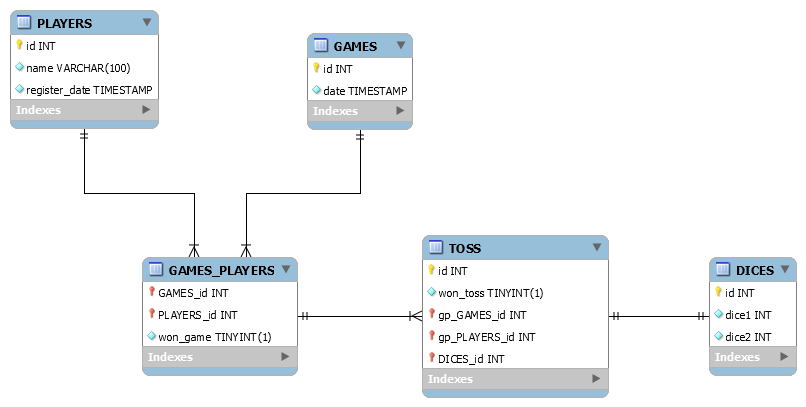 PLAYERS
id INT
name VARCHAR(100)
register_date TIMESTAMP
Indexes
GAMES
id INT
date TIMESTAMP
Indexes
GAMES_PLAYERS
GAMES_id INT
PLAYERS_id INT
won_game TINYINT(1)
Indexes
TOSS
id INT
won_toss TINYINT(1)
gp_GAMES_id INT
gp_PLAYERS_id INT
DICES_id INT
Indexes
DICES
id INT
dice1 INT
dice2 INT
Indexes